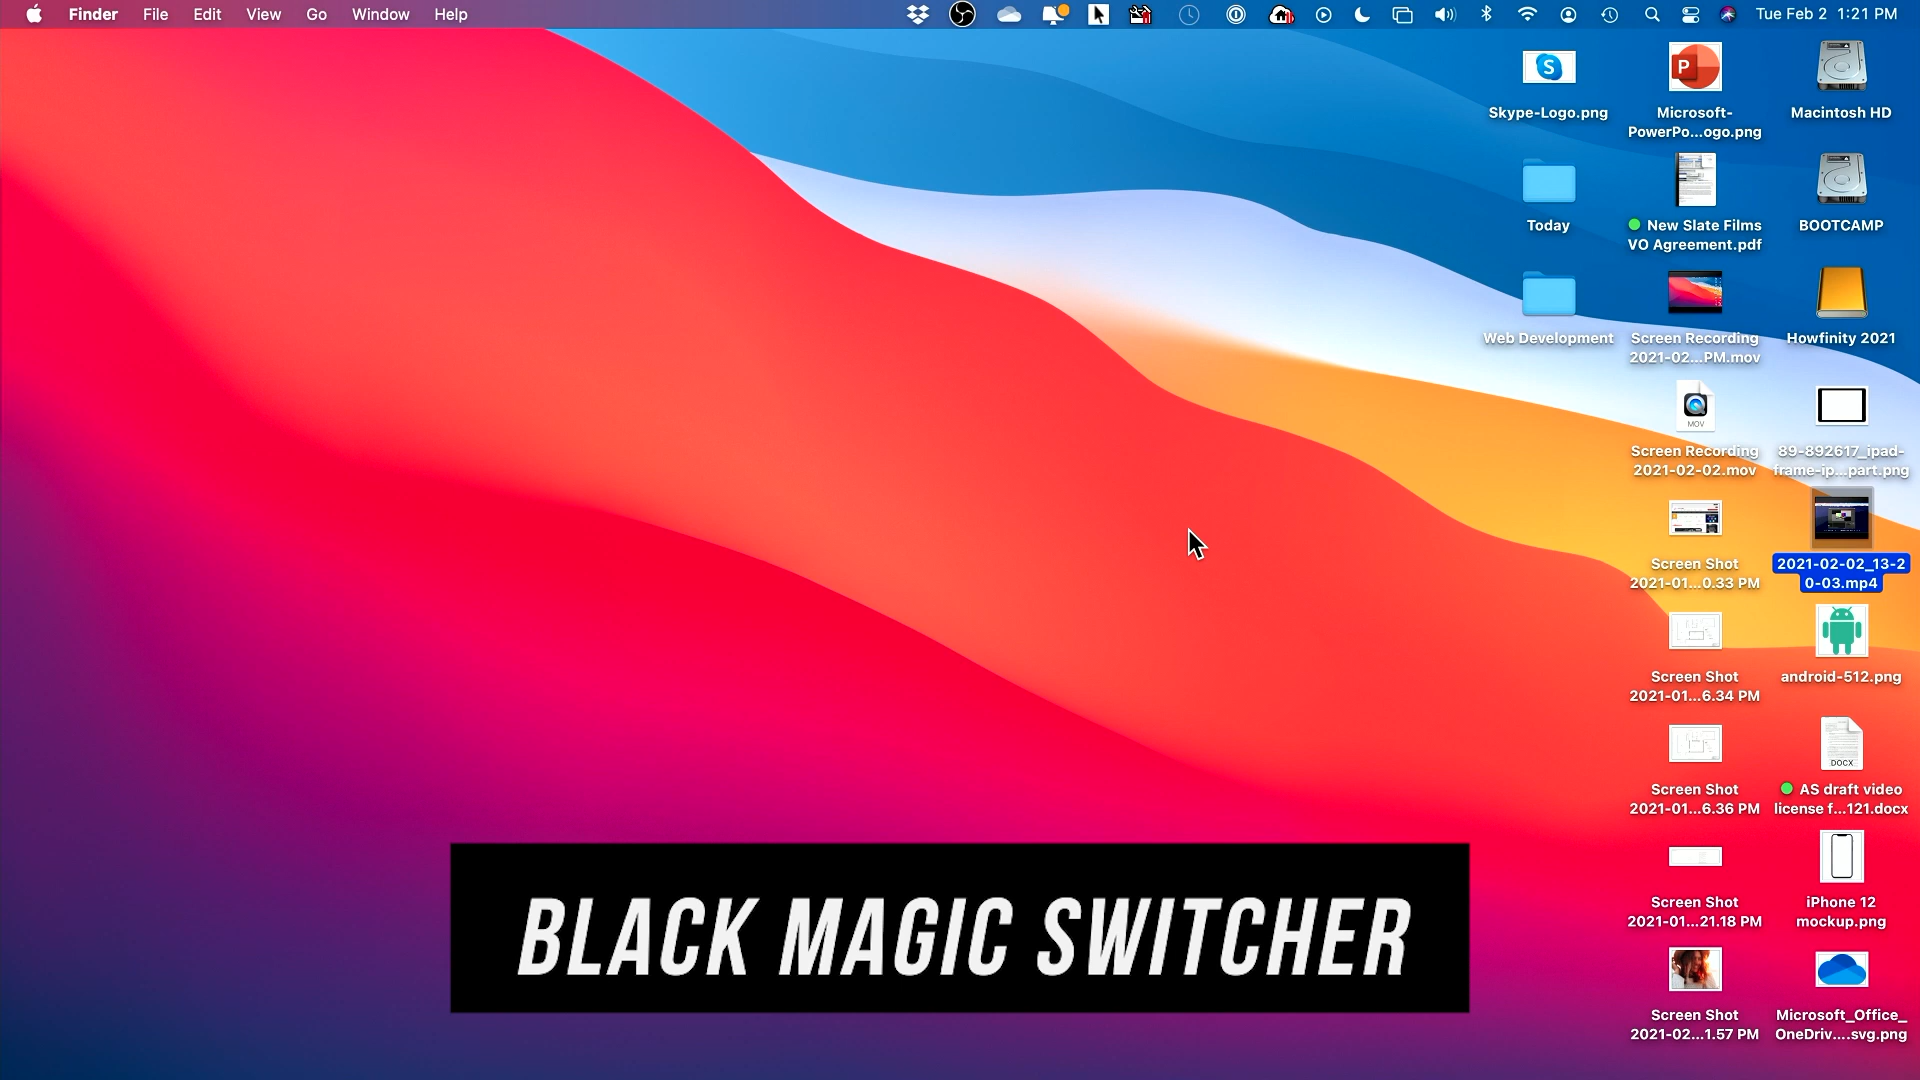 Finder File Edit View Go Window Help Tue Feb 2 1:21 PM
Skype-Logo.png
Microsoft-
PowerPo...ogo.png
Macintosh HD
Today
New Slate Films
VO Agreement.pdf
BOOTCAMP
Web Development
Screen Recording
2021-02...PM.mov
Howfinity 2021
MOV
Screen Recording
2021-02-02.mov
89-892617_ipad-
frame-ip...part.png
Screen Shot
2021-01...0.33 PM
2021-02-02_13-2
0-03.mp4
Screen Shot
2021-01...6.34 PM
android-512.png
Screen Shot
2021-01...6.36 PM
DOCX
AS draft video
license f...121.docx
Screen Shot
2021-01...21.18 PM
iPhone 12
mockup.png
Screen Shot
2021-02...1.57 PM
Microsoft_Office_
OneDriv....svg.png
BLACK MAGIC SWITCHER